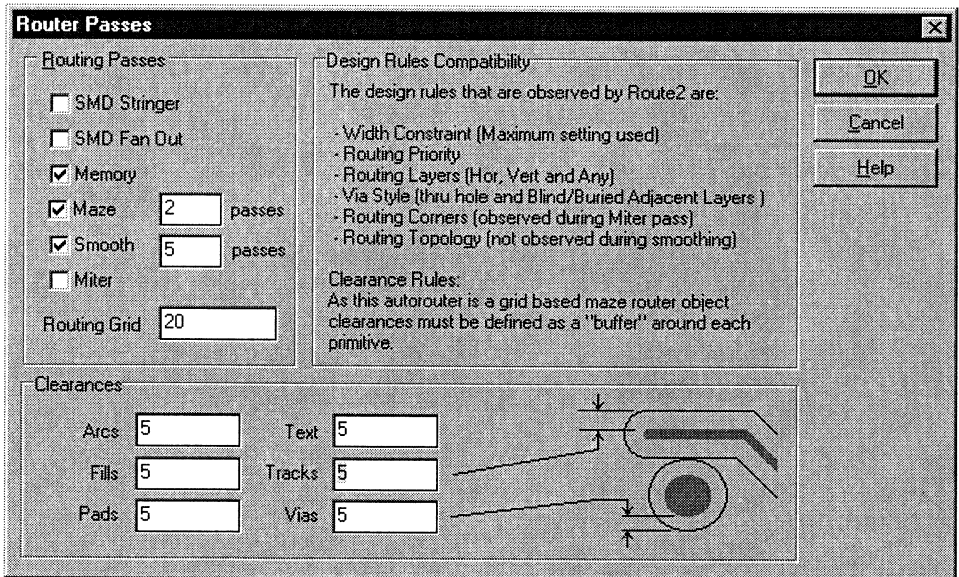 Router Passes
Routing Passes
SMD Stringer
SMD Fan Out
Memory
Maze 2 passes
Smooth 5 passes
Miter
Routing Grid 20
Design Rules Compatibility
The design rules that are observed by Route2 are:
- Width Constraint (Maximum setting used)
- Routing Priority
- Routing Layers (Hor, Vert and Any)
- Via Style (thru hole and Blind/Buried Adjacent Layers )
- Routing Corners (observed during Miter pass)
- Routing Topology (not observed during smoothing)
Clearance Rules:
As this autorouter is a grid based maze router object
clearances must be defined as a "buffer" around each
primitive.
OK
Cancel
Help
Clearances
Arcs 5 Text 5
Fills 5 Tracks 5
Pads 5 Vias 5